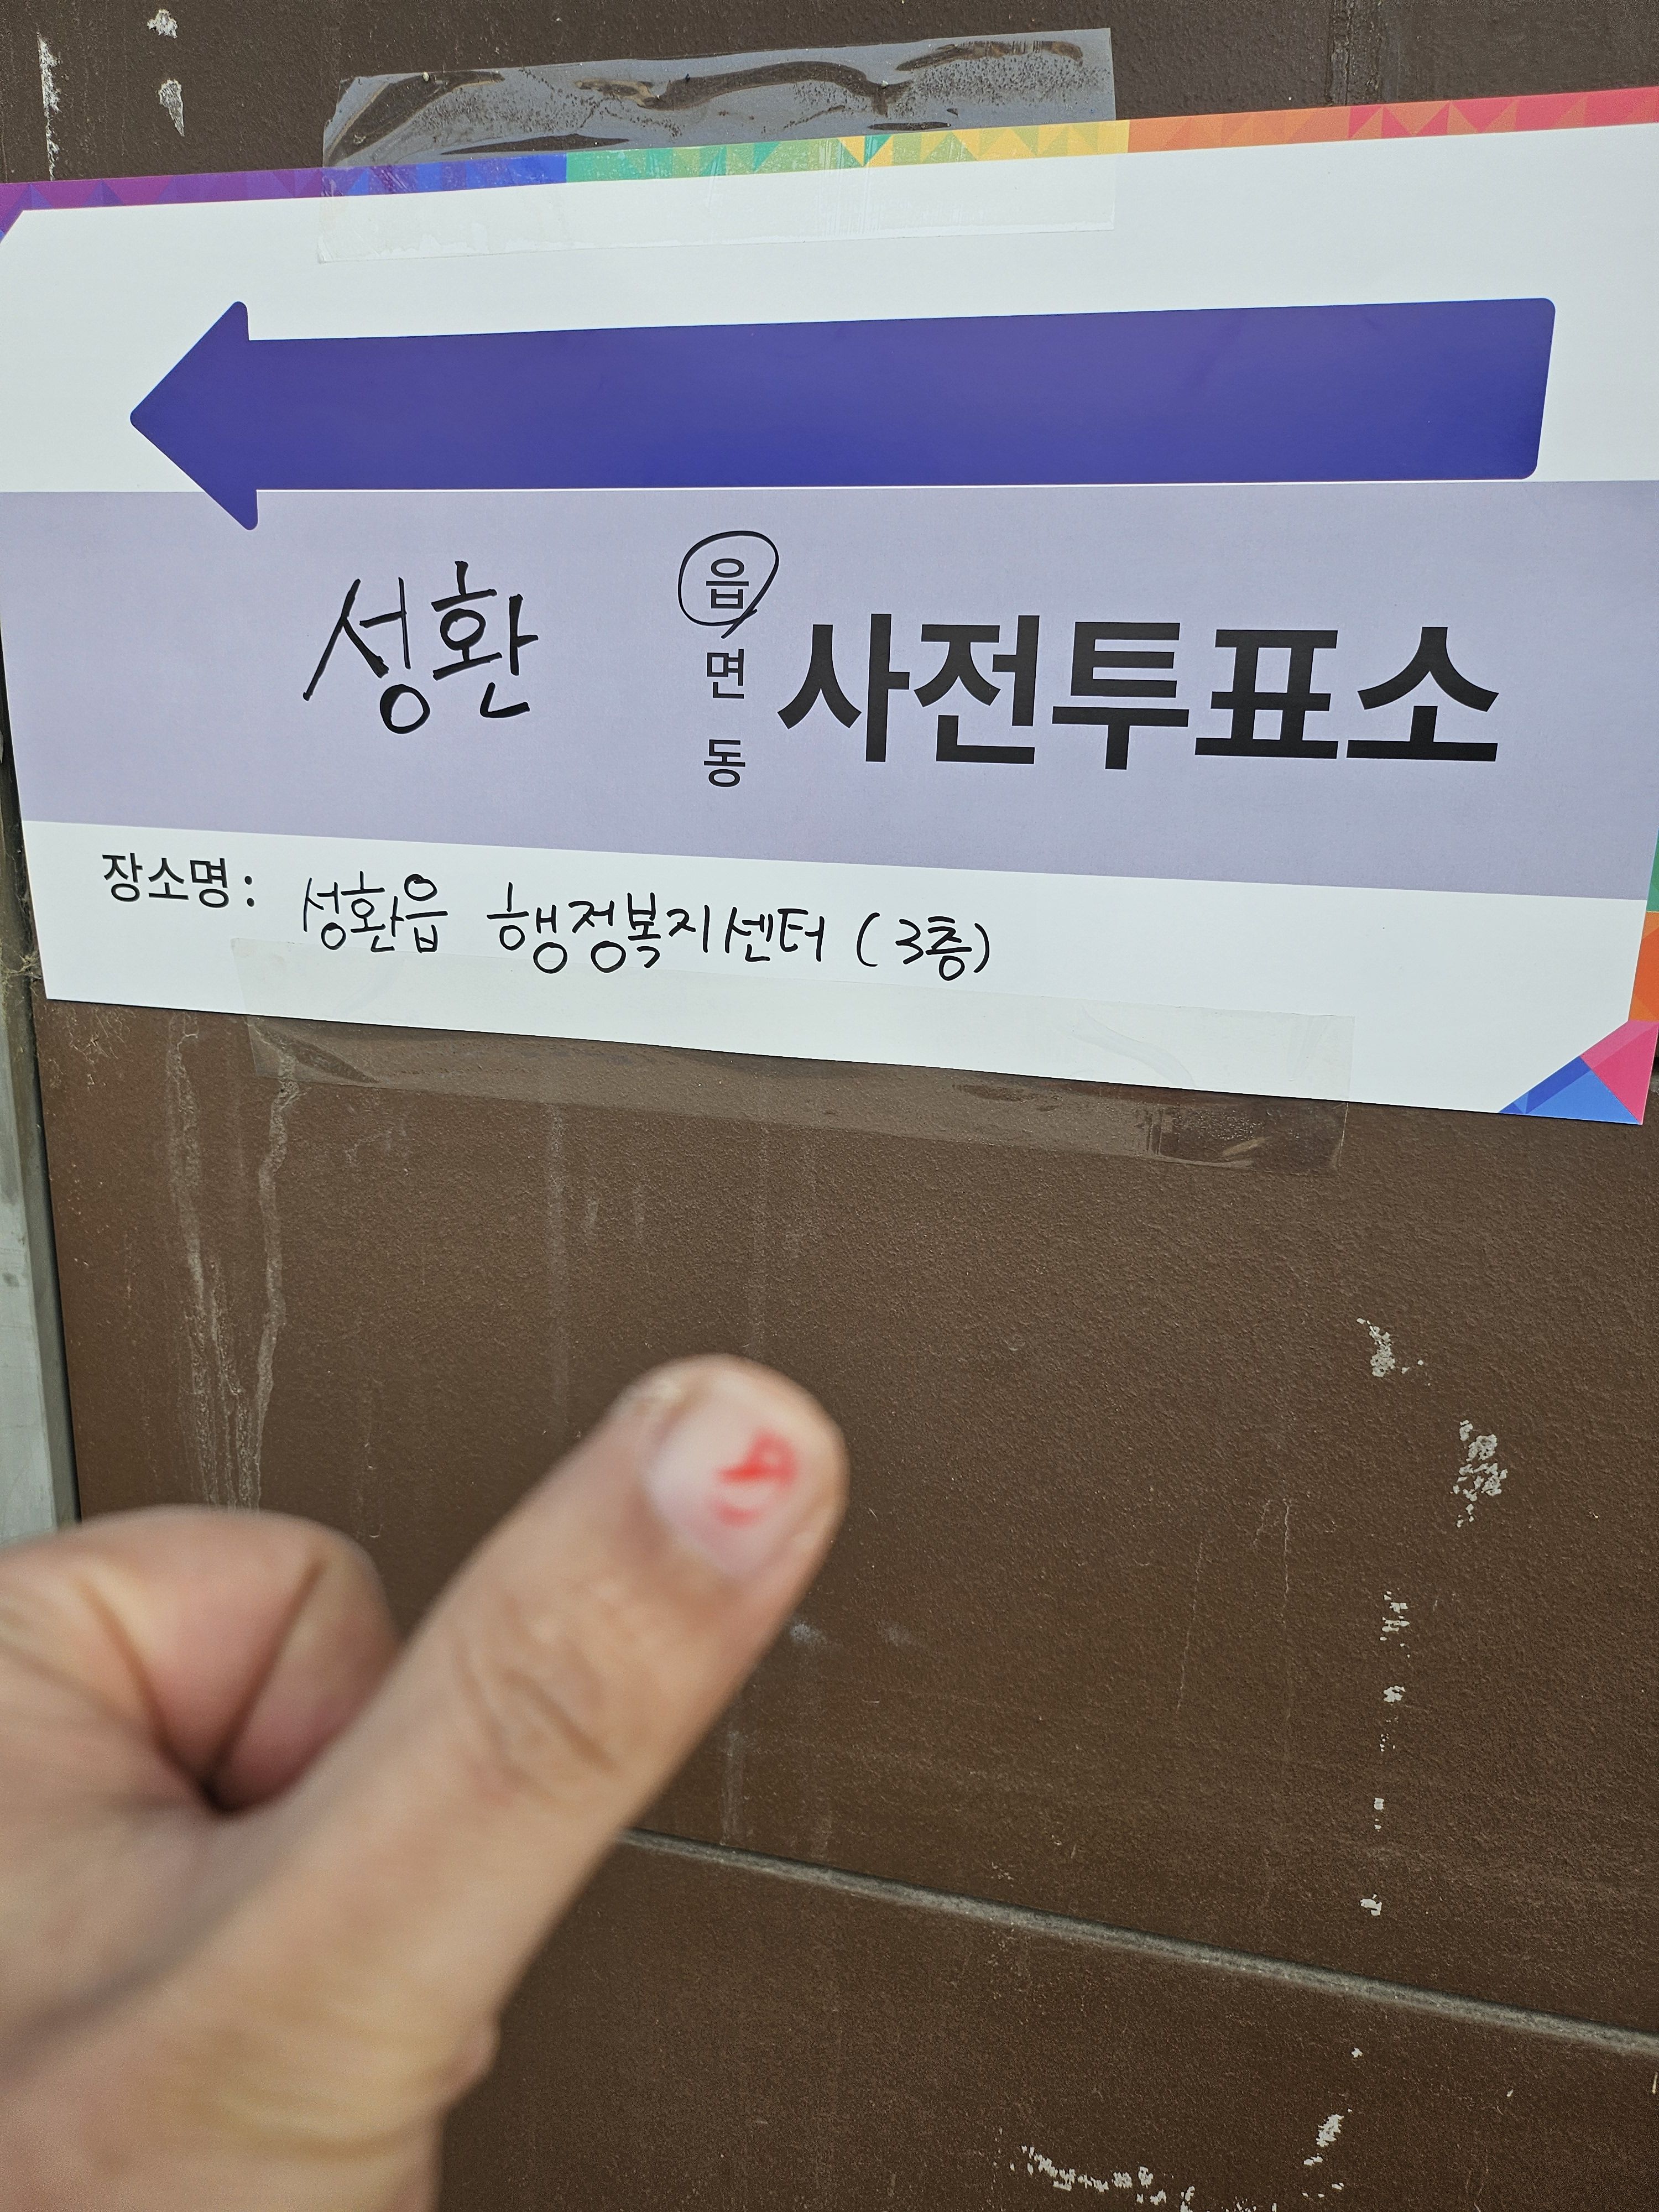 성환 읍 면 동 사전투표소
장소명: 성환읍 행정복지센터 (3층)